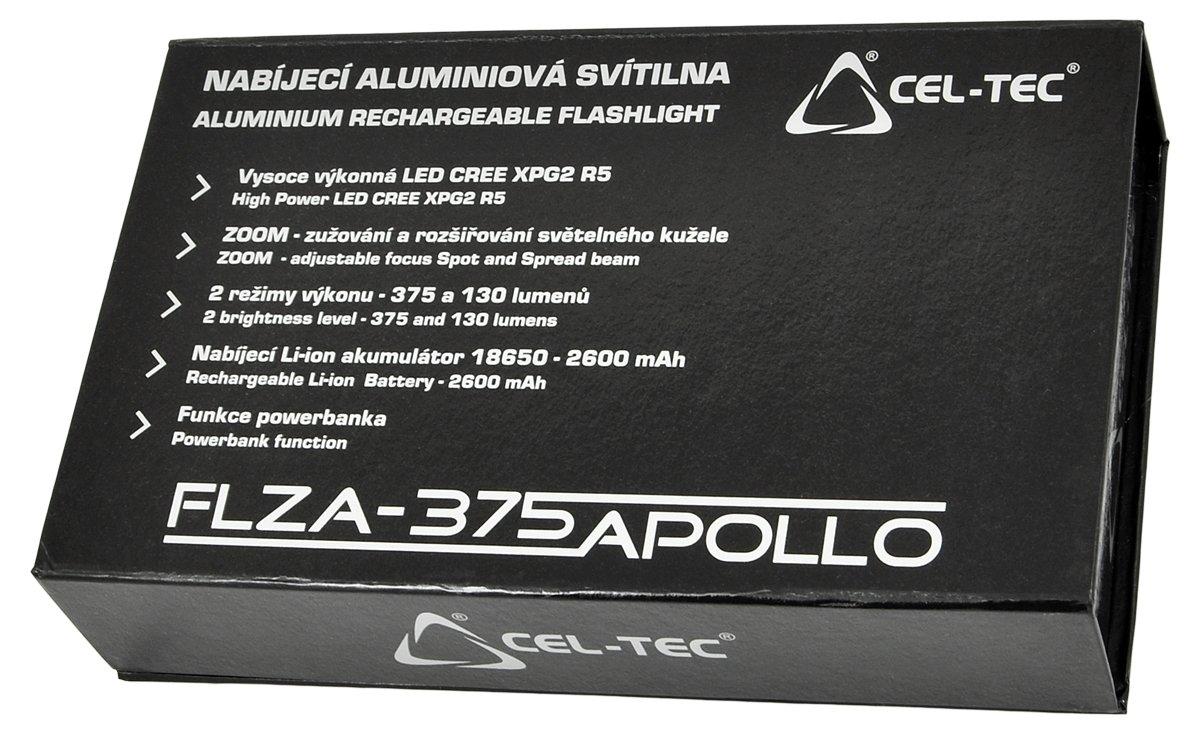 NABÍJECÍ ALUMINIOVÁ SVÍTILNA
ALUMINIUM RECHARGEABLE FLASHLIGHT
® CEL-TEC®
Vysoce výkonná LED CREE XPG2 R5
High Power LED CREE XPG2 R5
ZOOM - zužování a rozšiřování světelného kužele
ZOOM - adjustable focus Spot and Spread beam
2 režimy výkonu - 375 a 130 lumenů
2 brightness level - 375 and 130 lumens
Nabíjecí Li-ion akumulátor 18650 - 2600 mAh
Rechargeable Li-ion Battery - 2600 mAh
Funkce powerbanka
Powerbank function
FLZA-375 APOLLO
® CEL-TEC®